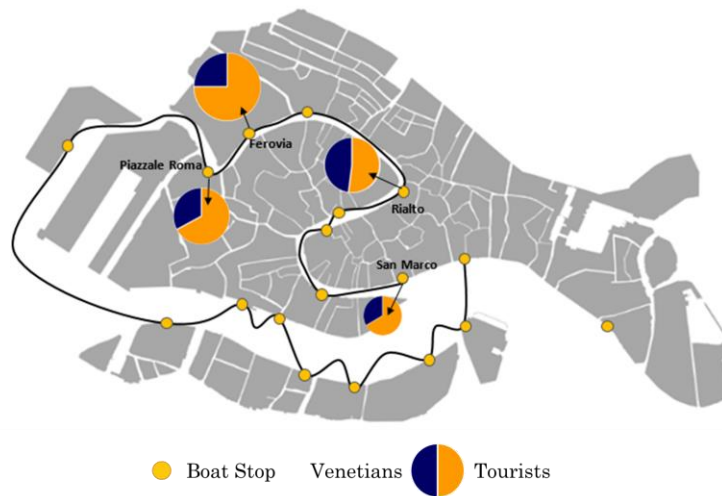 Ferovia
Piazzale Roma
Rialto
San Marco
Boat Stop Venetians Tourists